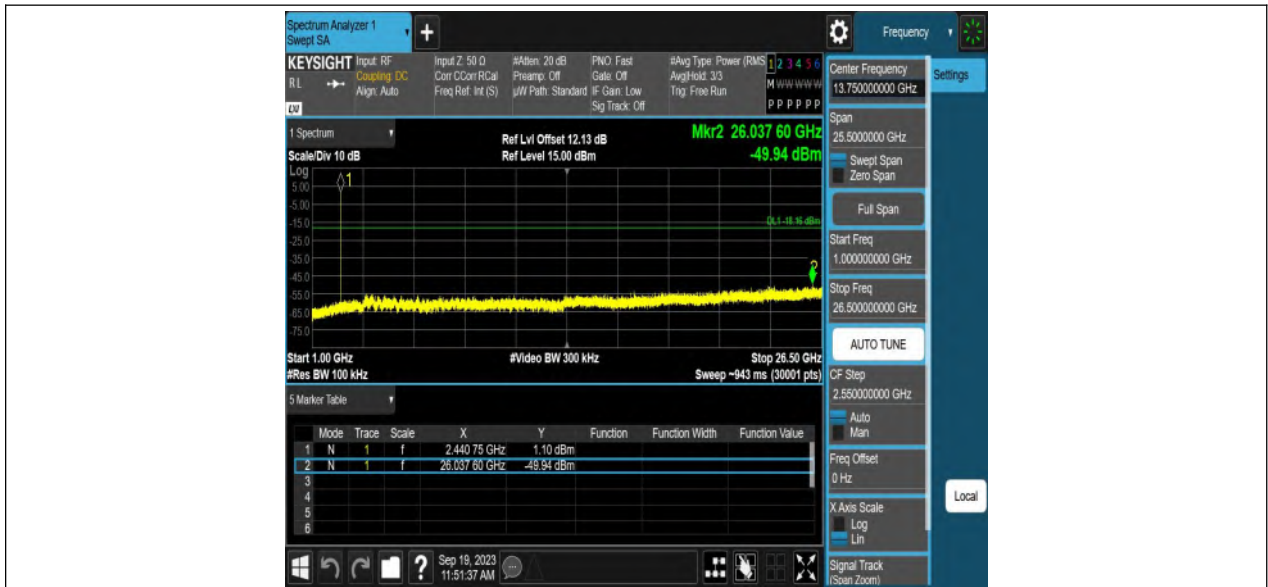 Spectrum Analyzer 1
Swept SA
+
Frequency
KEYSIGHT
RL
LXI
Input: RF
Coupling: DC
Align: Auto
Input Z: 50 Ω
Corr CCorr RCal
Freq Ref: Int (S)
#Atten: 20 dB
Preamp: Off
µW Path: Standard
PNO: Fast
Gate: Off
IF Gain: Low
Sig Track: Off
#Avg Type: Power (RMS
Avg|Hold: 3/3
Trig: Free Run
1 2 3 4 5 6
M W W W W W
P P P P P P
1 Spectrum
Scale/Div 10 dB
Ref Lvl Offset 12.13 dB
Ref Level 15.00 dBm
Mkr2 26.037 60 GHz
-49.94 dBm
Log
5.00
-5.00
-15.0
-25.0
-35.0
-45.0
-55.0
-65.0
-75.0
1
DL1 -18.16 dBm
2
Start 1.00 GHz
#Video BW 300 kHz
Stop 26.50 GHz
#Res BW 100 kHz
Sweep ~943 ms (30001 pts)
5 Marker Table
Mode Trace Scale X Y Function Function Width Function Value
1 N 1 f 2.440 75 GHz 1.10 dBm
2 N 1 f 26.037 60 GHz -49.94 dBm
3
4
5
6
?
Sep 19, 2023
11:51:37 AM
Center Frequency
13.750000000 GHz
Settings
Span
25.5000000 GHz
Swept Span
Zero Span
Full Span
Start Freq
1.000000000 GHz
Stop Freq
26.500000000 GHz
AUTO TUNE
CF Step
2.550000000 GHz
Auto
Man
Freq Offset
0 Hz
X Axis Scale
Log
Lin
Signal Track
(Span Zoom)
Local